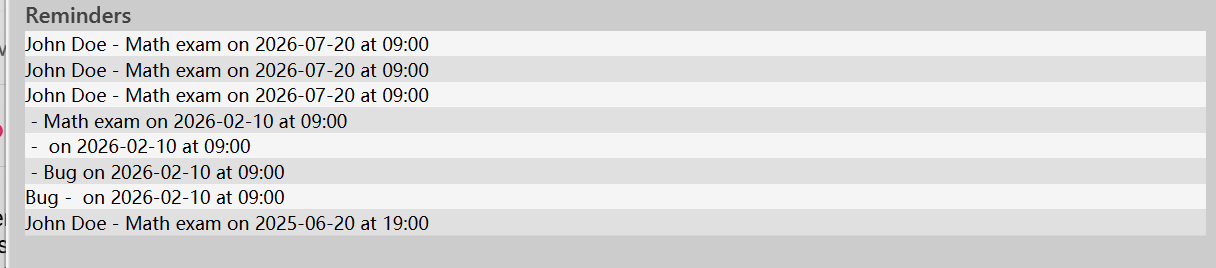 Reminders
John Doe - Math exam on 2026-07-20 at 09:00
John Doe - Math exam on 2026-07-20 at 09:00
John Doe - Math exam on 2026-07-20 at 09:00
- Math exam on 2026-02-10 at 09:00
-  on 2026-02-10 at 09:00
- Bug on 2026-02-10 at 09:00
Bug -  on 2026-02-10 at 09:00
John Doe - Math exam on 2025-06-20 at 19:00